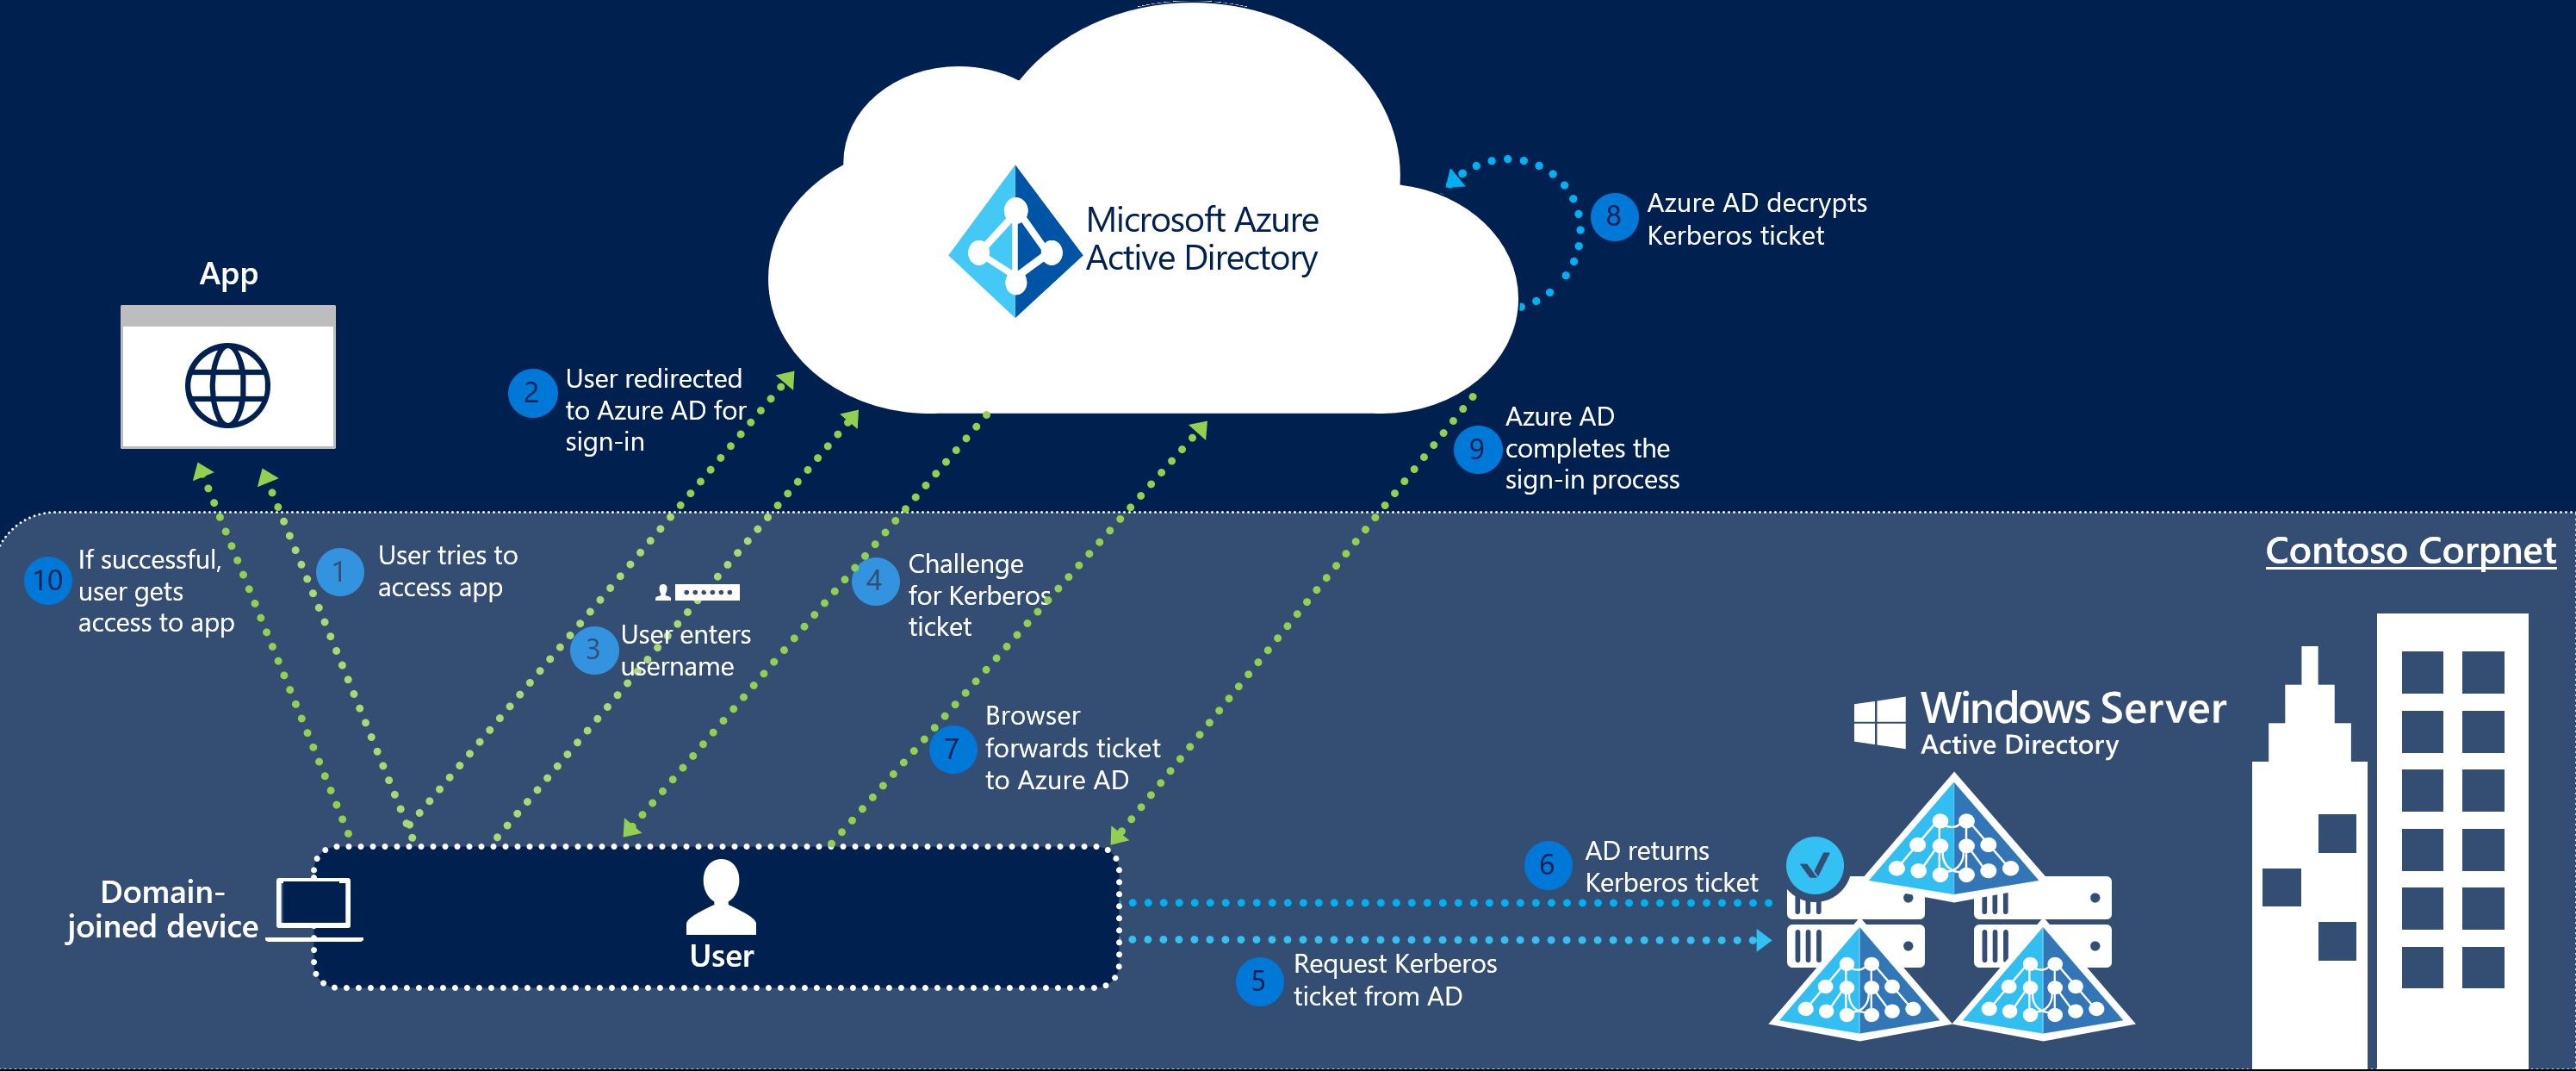 Microsoft Azure
Active Directory
8
Azure AD decrypts
Kerberos ticket
App
2
User redirected
to Azure AD for
sign-in
9
Azure AD
completes the
sign-in process
10
If successful,
user gets
access to app
1
User tries to
access app
3
User enters
username
4
Challenge
for Kerberos
ticket
7
Browser
forwards ticket
to Azure AD
Contoso Corpnet
Windows Server
Active Directory
Domain-
joined device
User
6
AD returns
Kerberos ticket
5
Request Kerberos
ticket from AD